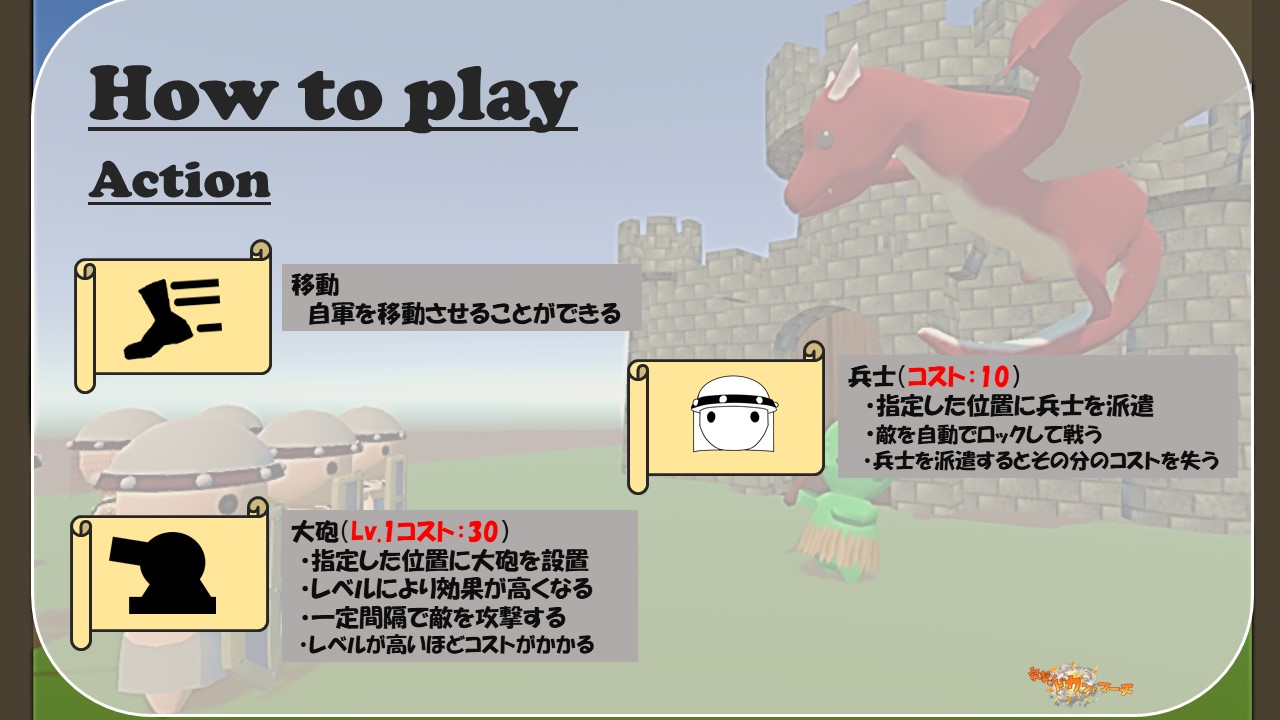 How to play
Action
移動
自軍を移動させることができる
兵士(コスト:10)
・指定した位置に兵士を派遣
・敵を自動でロックして戦う
・兵士を派遣するとその分のコストを失う
大砲(Lv.1コスト:30)
・指定した位置に大砲を設置
・レベルにより効果が高くなる
・一定間隔で敵を攻撃する
・レベルが高いほどコストがかかる